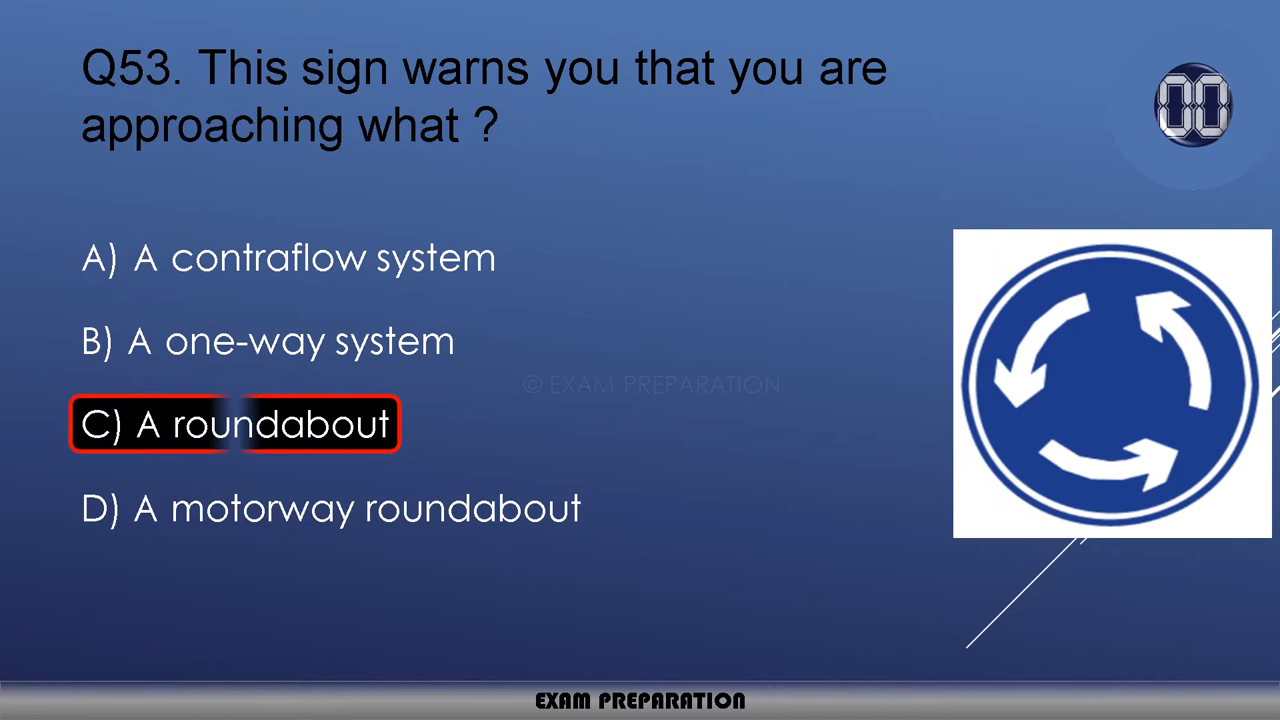 Q53. This sign warns you that you are
approaching what ?
00
A) A contraflow system
B) A one-way system
© EXAM PREPARATION
C) A roundabout
D) A motorway roundabout
EXAM PREPARATION